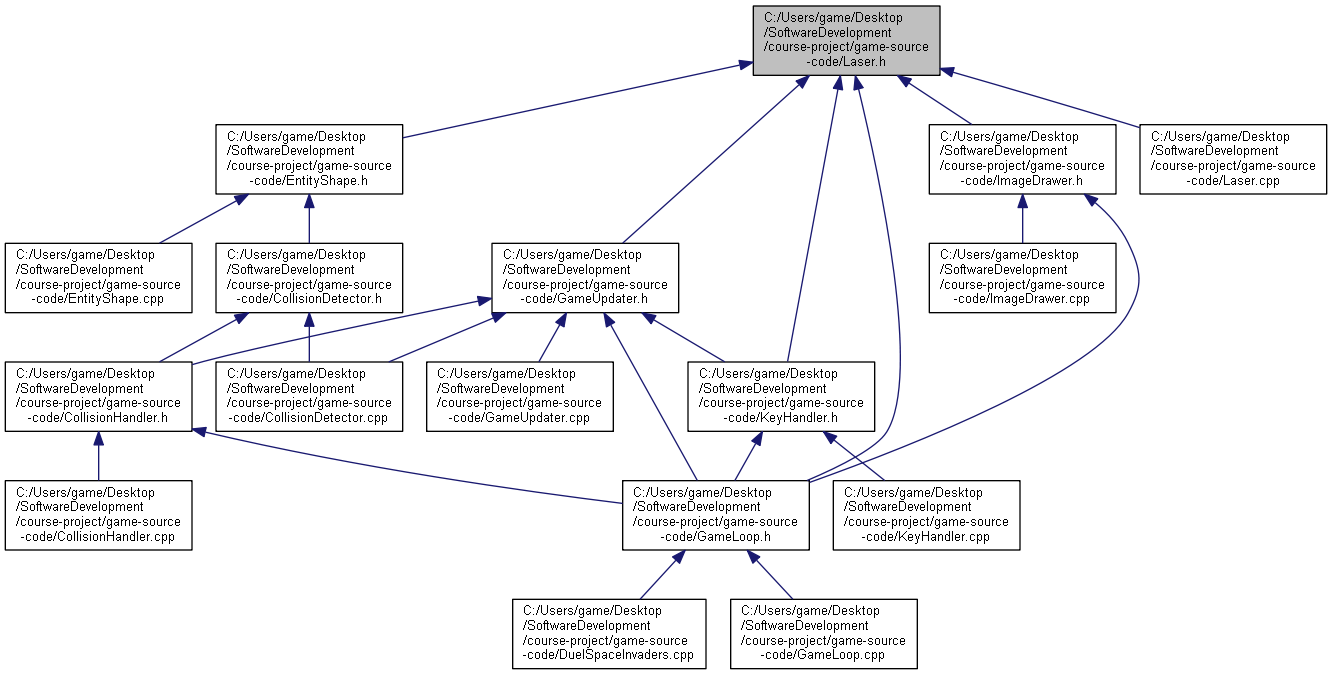 C:/Users/game/Desktop
/SoftwareDevelopment
/course-project/game-source
-code/Laser.h
C:/Users/game/Desktop
/SoftwareDevelopment
/course-project/game-source
-code/EntityShape.h
C:/Users/game/Desktop
/SoftwareDevelopment
/course-project/game-source
-code/ImageDrawer.h
C:/Users/game/Desktop
/SoftwareDevelopment
/course-project/game-source
-code/Laser.cpp
C:/Users/game/Desktop
/SoftwareDevelopment
/course-project/game-source
-code/EntityShape.cpp
C:/Users/game/Desktop
/SoftwareDevelopment
/course-project/game-source
-code/CollisionDetector.h
C:/Users/game/Desktop
/SoftwareDevelopment
/course-project/game-source
-code/GameUpdater.h
C:/Users/game/Desktop
/SoftwareDevelopment
/course-project/game-source
-code/ImageDrawer.cpp
C:/Users/game/Desktop
/SoftwareDevelopment
/course-project/game-source
-code/CollisionHandler.h
C:/Users/game/Desktop
/SoftwareDevelopment
/course-project/game-source
-code/CollisionDetector.cpp
C:/Users/game/Desktop
/SoftwareDevelopment
/course-project/game-source
-code/GameUpdater.cpp
C:/Users/game/Desktop
/SoftwareDevelopment
/course-project/game-source
-code/KeyHandler.h
C:/Users/game/Desktop
/SoftwareDevelopment
/course-project/game-source
-code/CollisionHandler.cpp
C:/Users/game/Desktop
/SoftwareDevelopment
/course-project/game-source
-code/GameLoop.h
C:/Users/game/Desktop
/SoftwareDevelopment
/course-project/game-source
-code/KeyHandler.cpp
C:/Users/game/Desktop
/SoftwareDevelopment
/course-project/game-source
-code/DuelSpaceInvaders.cpp
C:/Users/game/Desktop
/SoftwareDevelopment
/course-project/game-source
-code/GameLoop.cpp